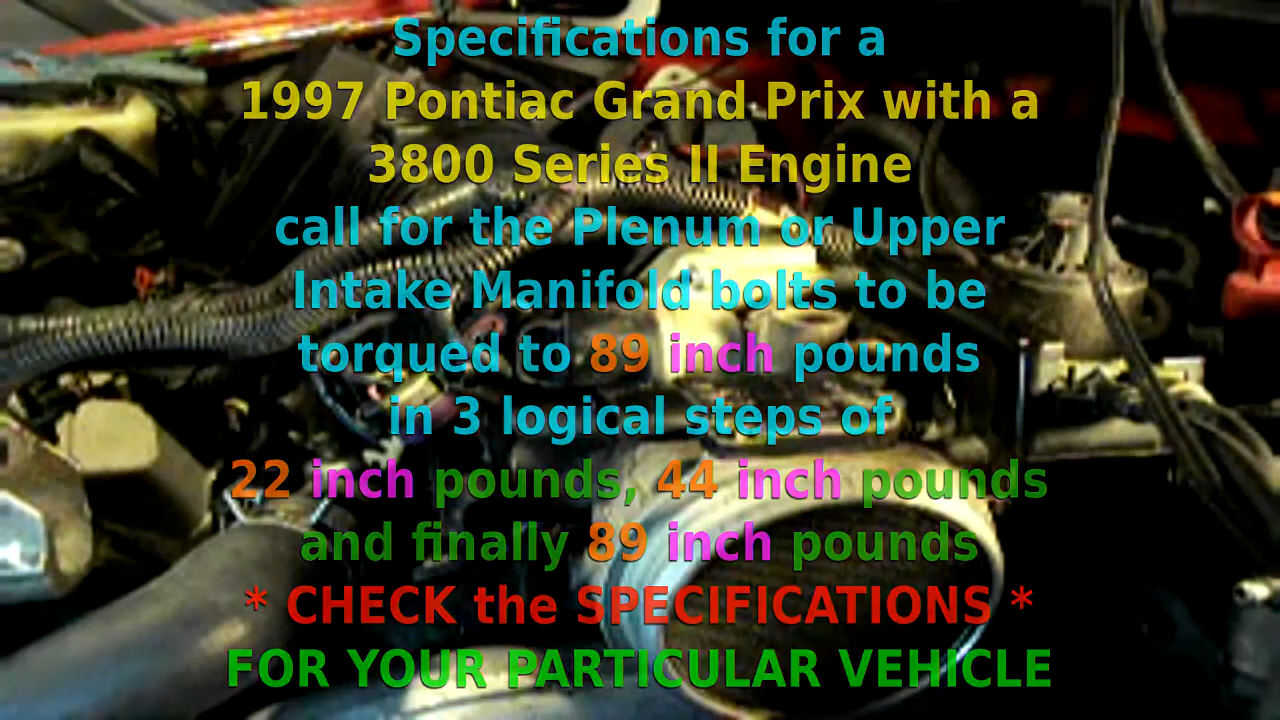 Specifications for a
1997 Pontiac Grand Prix with a
3800 Series II Engine
call for the Plenum or Upper
Intake Manifold bolts to be
torqued to 89 inch pounds
in 3 logical steps of
22 inch pounds, 44 inch pounds
and finally 89 inch pounds
* CHECK the SPECIFICATIONS *
FOR YOUR PARTICULAR VEHICLE